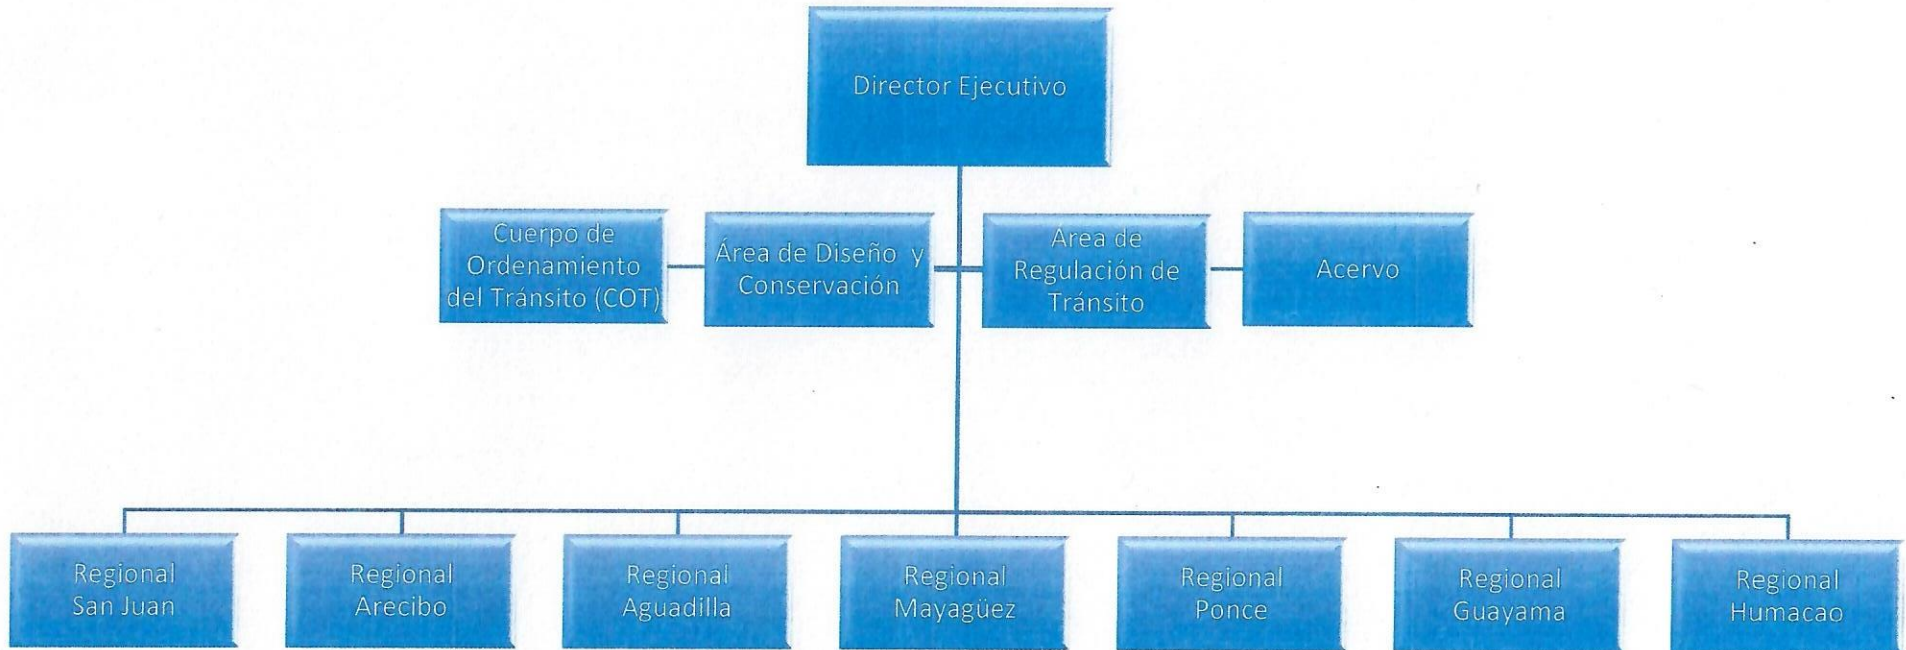 Director Ejecutivo
Cuerpo de
Ordenamiento
del Tránsito (COT)
Área de Diseño y
Conservación
Área de
Regulación de
Tránsito
Acervo
Regional
San Juan
Regional
Arecibo
Regional
Aguadilla
Regional
Mayagüez
Regional
Ponce
Regional
Guayama
Regional
Humacao